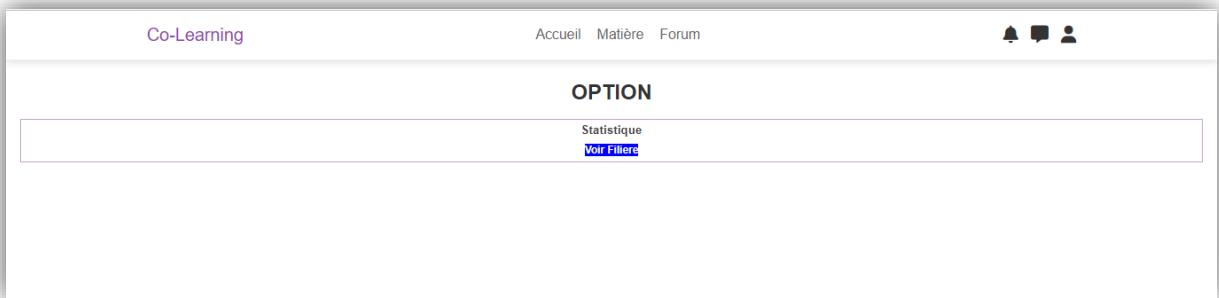 Co-Learning Accueil Matière Forum
OPTION
Statistique
Voir Filiere